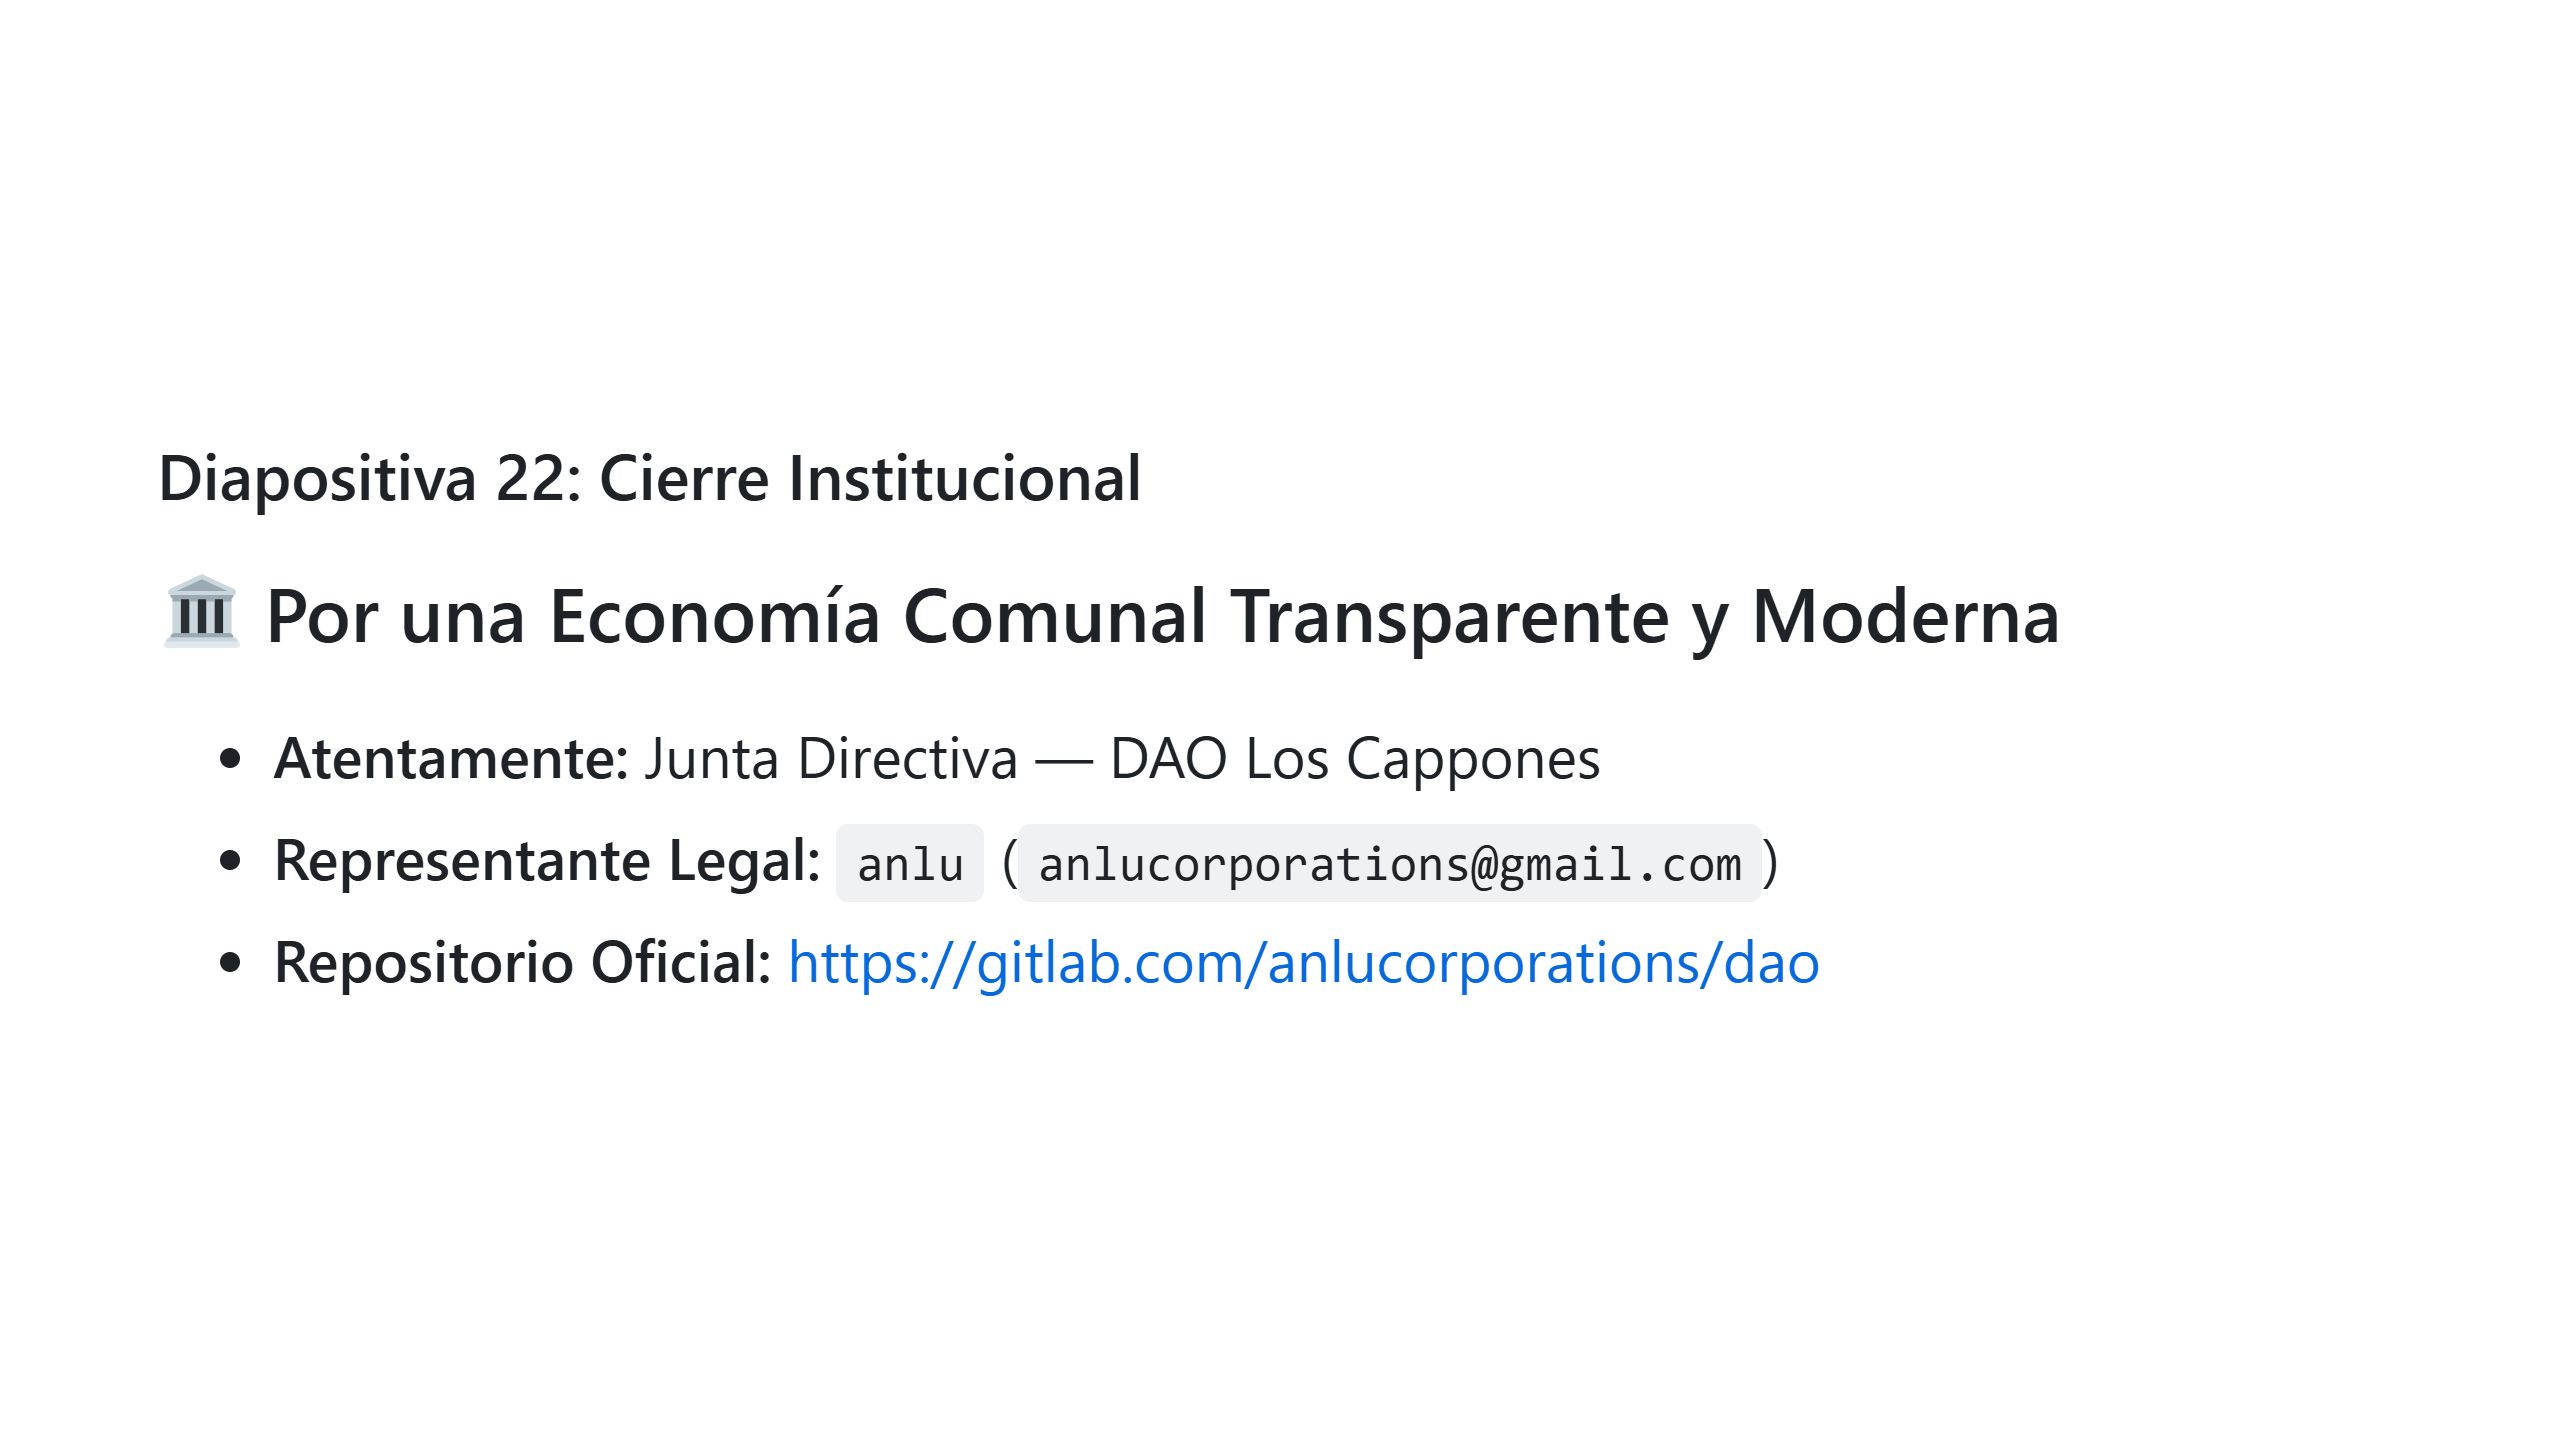 Diapositiva 22: Cierre Institucional
🏛️ Por una Economía Comunal Transparente y Moderna
• Atentamente: Junta Directiva — DAO Los Cappones
• Representante Legal: anlu (anlucorporations@gmail.com)
• Repositorio Oficial: https://gitlab.com/anlucorporations/dao